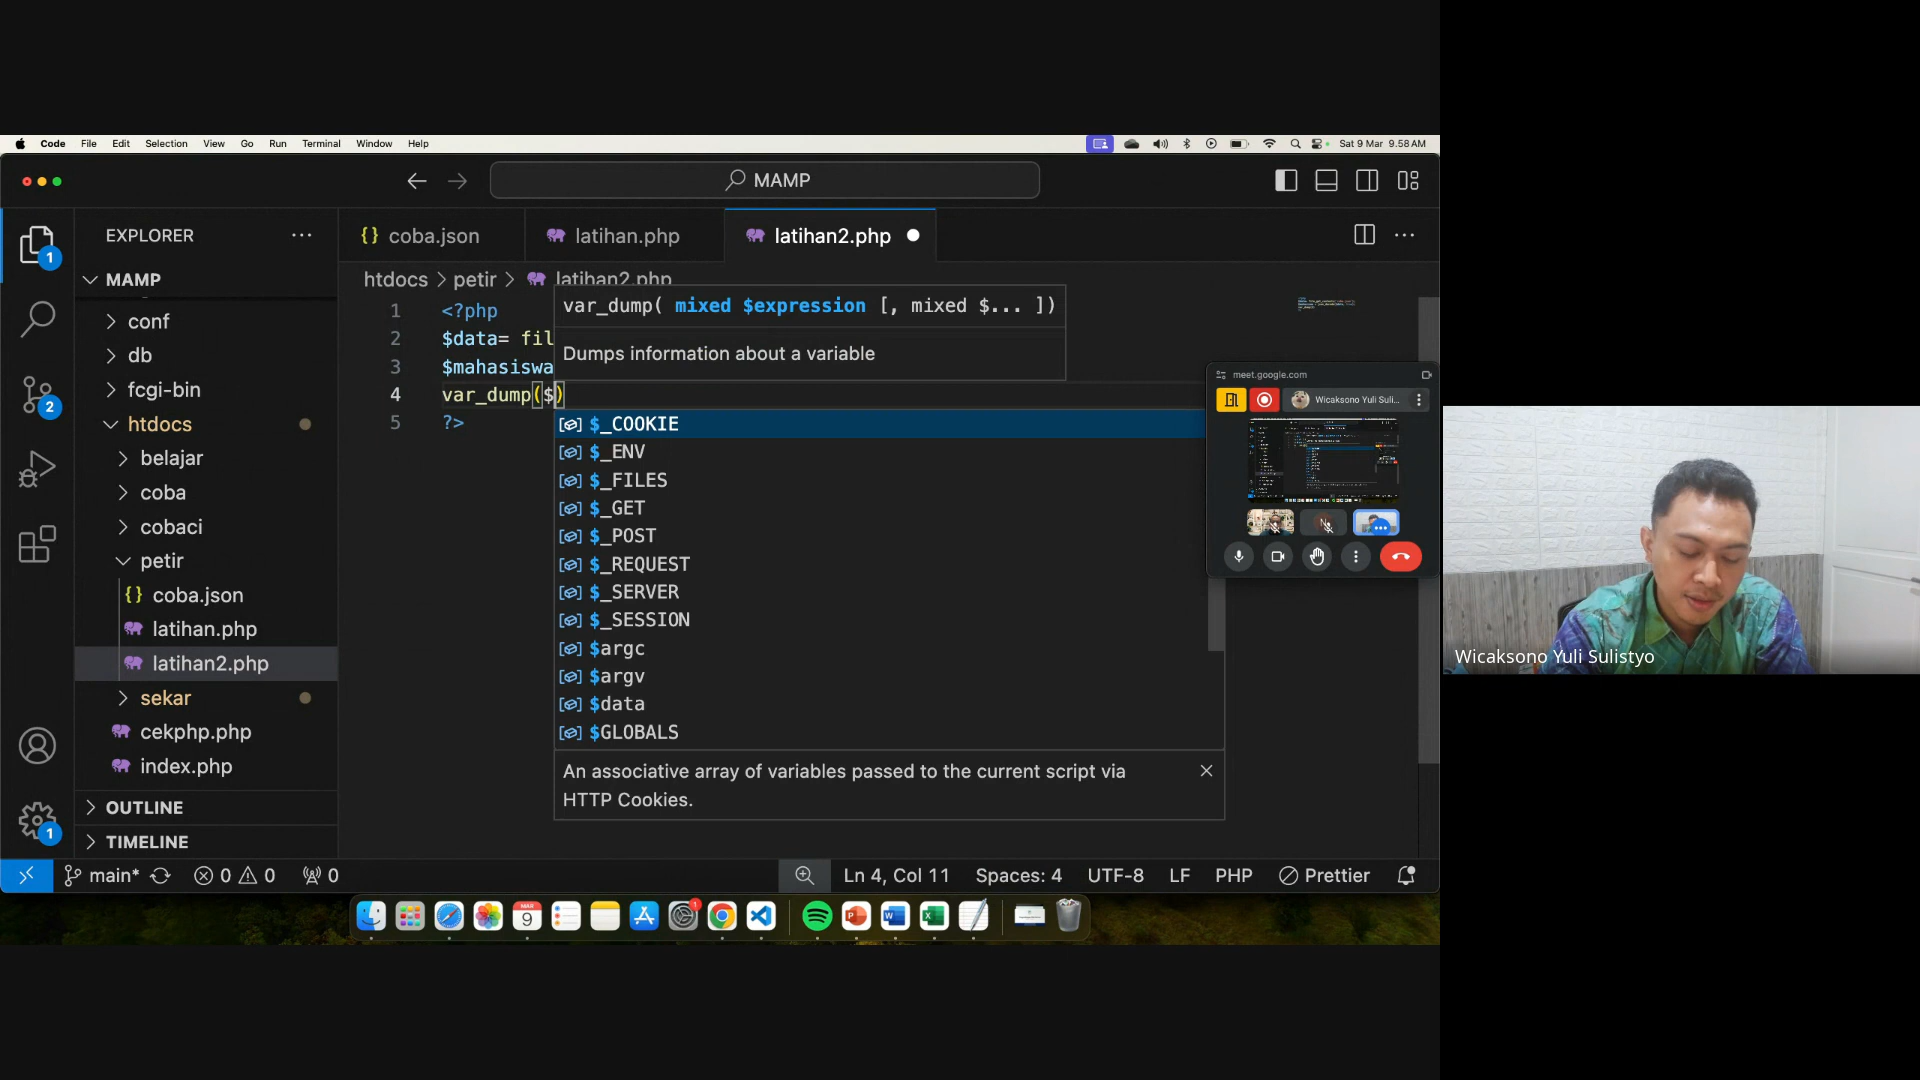 Code File Edit Selection View Go Run Terminal Window Help
Sat 9 Mar 9.58 AM
MAMP
EXPLORER
MAMP
conf
db
fcgi-bin
htdocs
belajar
coba
cobaci
petir
{} coba.json
latihan.php
latihan2.php
sekar
cekphp.php
index.php
OUTLINE
TIMELINE
1
2
1
{} coba.json
latihan.php
latihan2.php
htdocs > petir > latihan2.php
1 <?php
2 $data= fil
3 $mahasiswa
4 var_dump($)
5 ?>
var_dump( mixed $expression [, mixed $... ])
Dumps information about a variable
$_COOKIE
$_ENV
$_FILES
$_GET
$_POST
$_REQUEST
$_SERVER
$_SESSION
$argc
$argv
$data
$GLOBALS
An associative array of variables passed to the current script via
HTTP Cookies.
meet.google.com
Wicaksono Yuli Suli...
main* 0 0 0
Ln 4, Col 11 Spaces: 4 UTF-8 LF PHP Prettier
MAR
9
1
Wicaksono Yuli Sulistyo